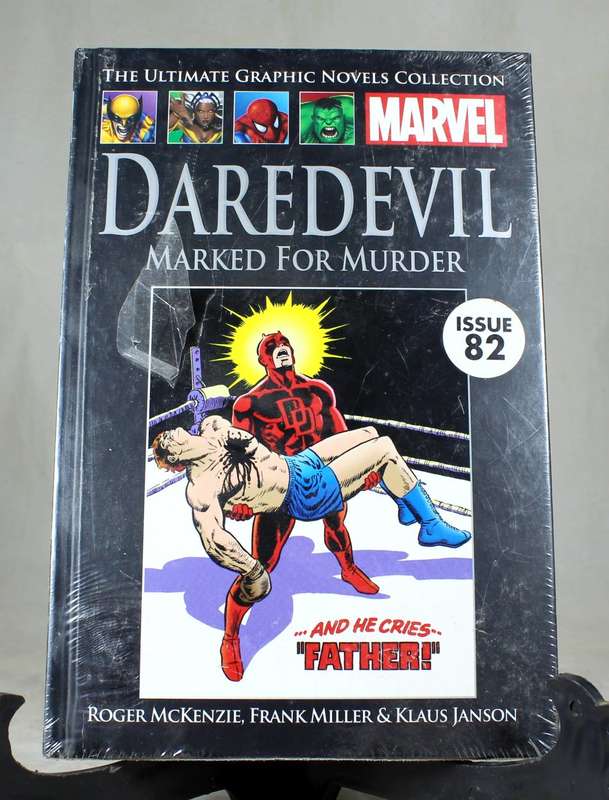 THE ULTIMATE GRAPHIC NOVELS COLLECTION
MARVEL
DAREDEVIL
MARKED FOR MURDER
ISSUE
82
DD
...AND HE CRIES..
"FATHER!"
ROGER MCKENZIE, FRANK MILLER & KLAUS JANSON